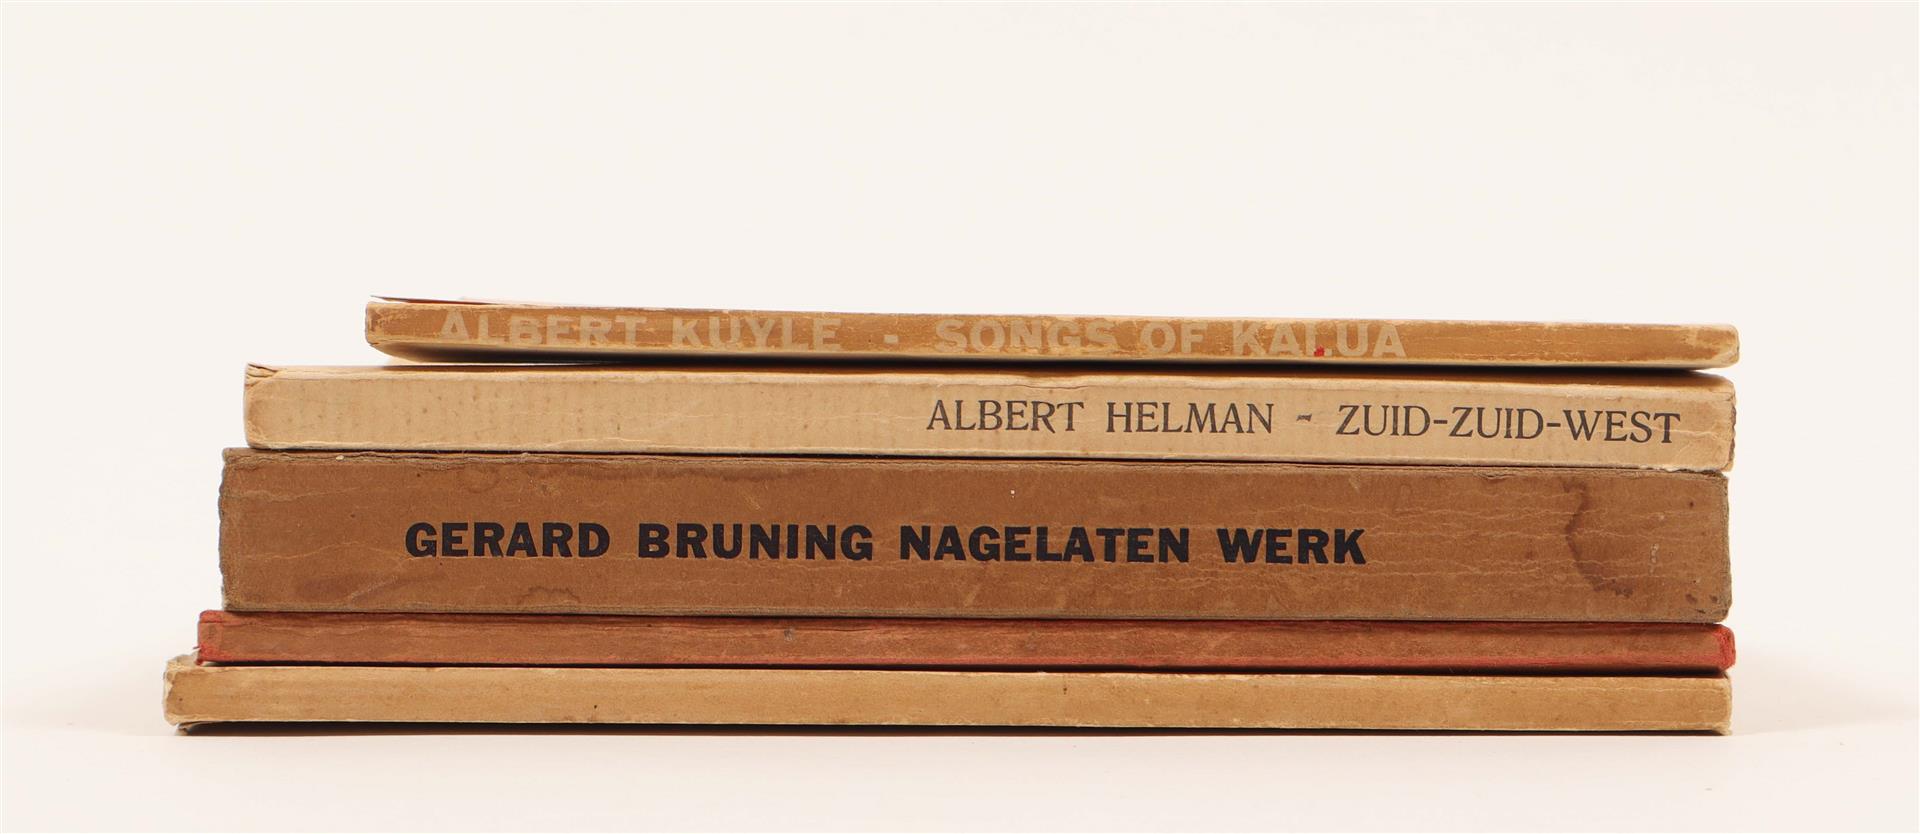 ALBERT KUYLE - SONGS OF KALUA
ALBERT HELMAN - ZUID-ZUID-WEST
GERARD BRUNING NAGELATEN WERK